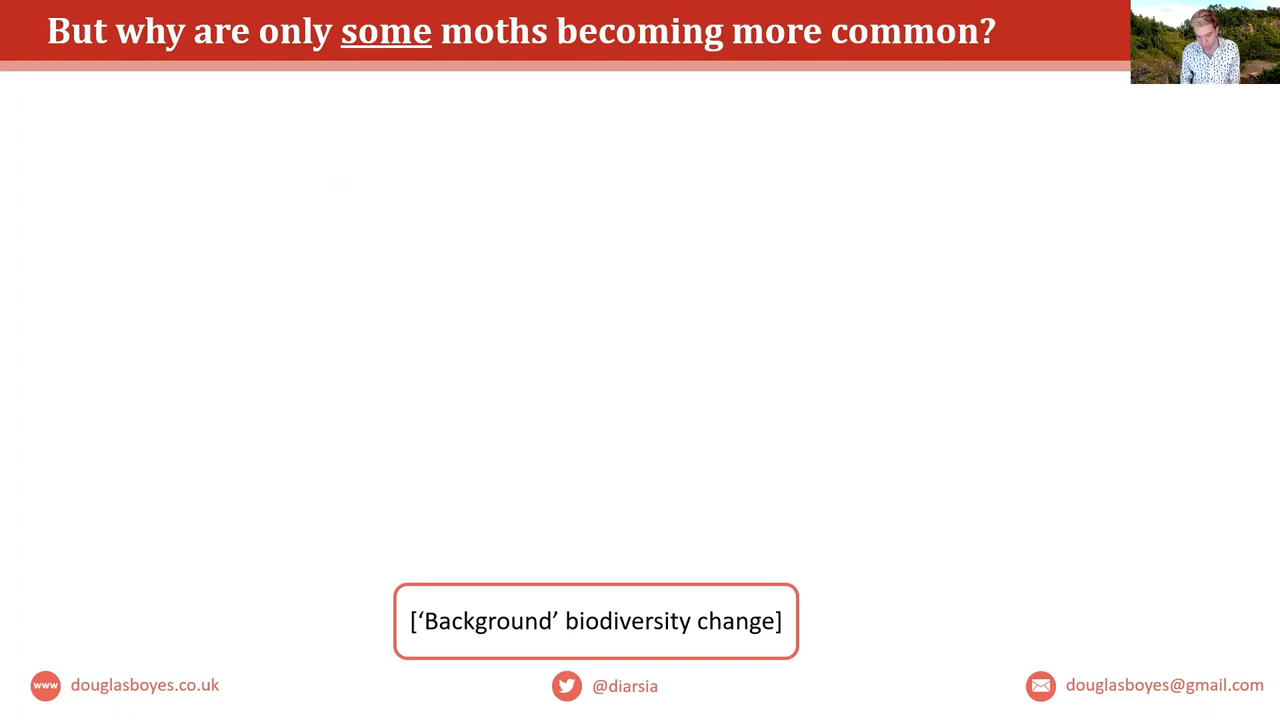 But why are only some moths becoming more common?
[‘Background’ biodiversity change]
www douglasboyes.co.uk
@diarsia
douglasboyes@gmail.com